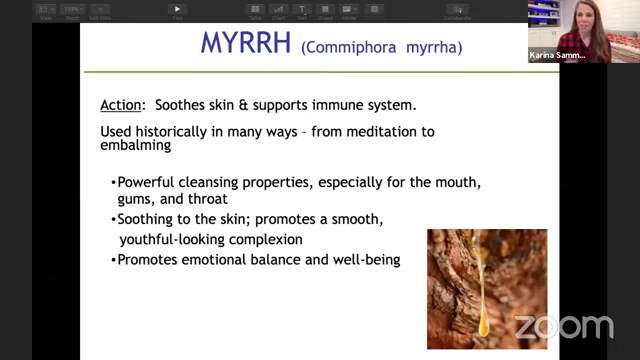 Karina Samm...
MYRRH (Commiphora myrrha)
Action: Soothes skin & supports immune system.
Used historically in many ways – from meditation to
embalming
•Powerful cleansing properties, especially for the mouth,
gums, and throat
•Soothing to the skin; promotes a smooth,
youthful-looking complexion
•Promotes emotional balance and well-being
zoom